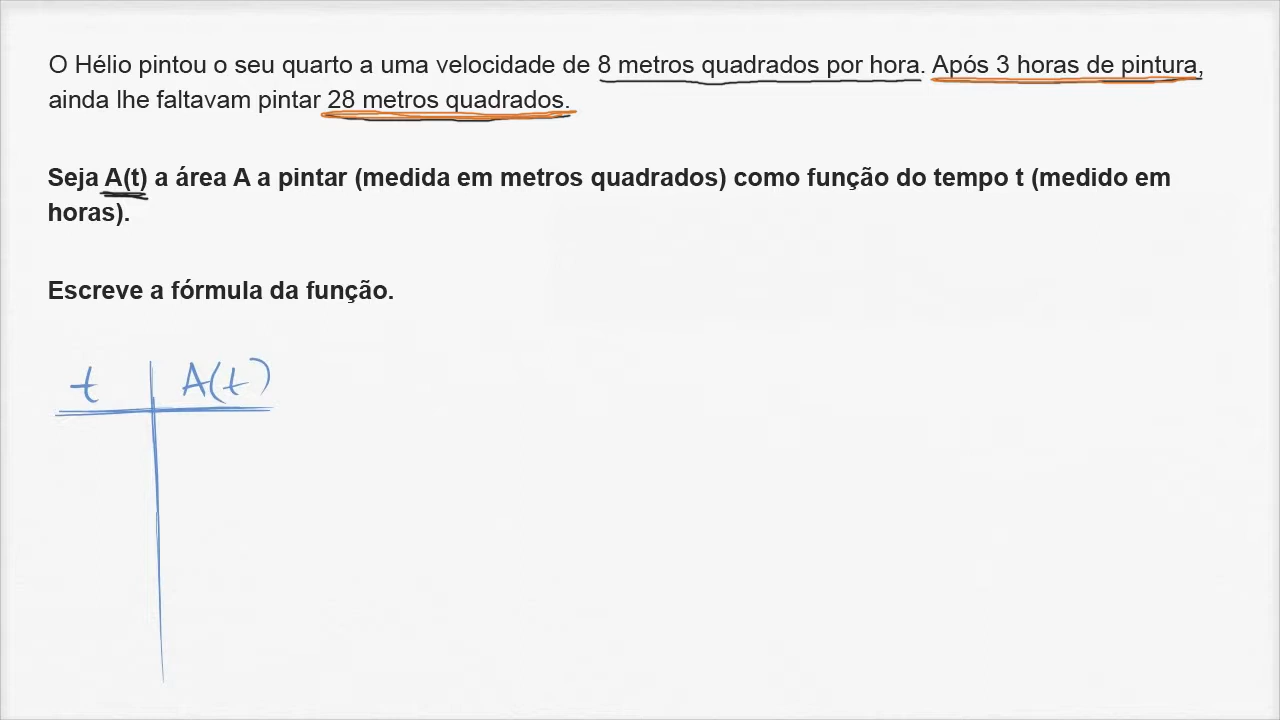 O Hélio pintou o seu quarto a uma velocidade de 8 metros quadrados por hora. Após 3 horas de pintura,
ainda lhe faltavam pintar 28 metros quadrados.
Seja A(t) a área A a pintar (medida em metros quadrados) como função do tempo t (medido em
horas).
Escreve a fórmula da função.
t A(t)